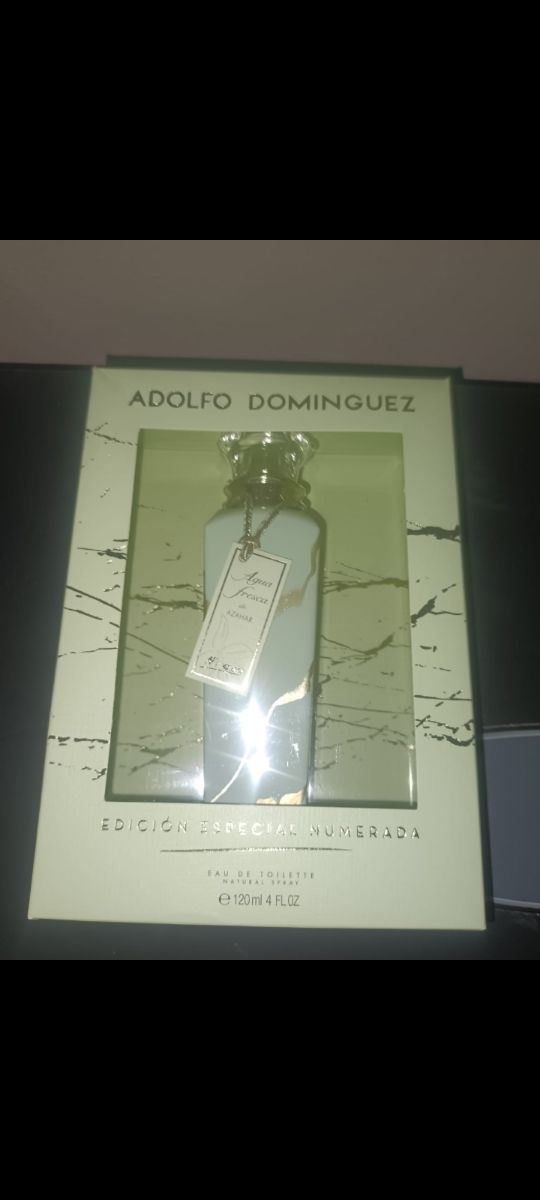 ADOLFO DOMINGUEZ
Agua
fresca
de
AZAHAR
EDICIÓN ESPECIAL NUMERADA
EAU DE TOILETTE
NATURAL SPRAY
℮ 120 ml 4 FL.OZ